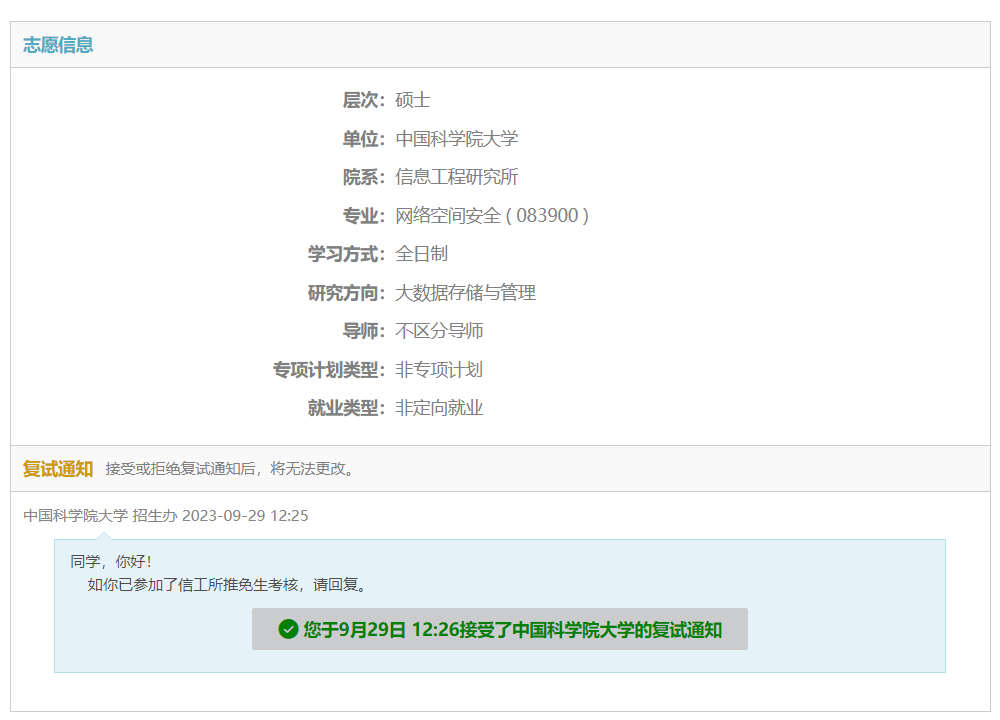 志愿信息
层次：硕士
单位：中国科学院大学
院系：信息工程研究所
专业：网络空间安全 ( 083900 )
学习方式：全日制
研究方向：大数据存储与管理
导师：不区分导师
专项计划类型：非专项计划
就业类型：非定向就业
复试通知 接受或拒绝复试通知后，将无法更改。
中国科学院大学 招生办 2023-09-29 12:25
同学，你好！
如你已参加了信工所推免生考核，请回复。
您于9月29日 12:26接受了中国科学院大学的复试通知